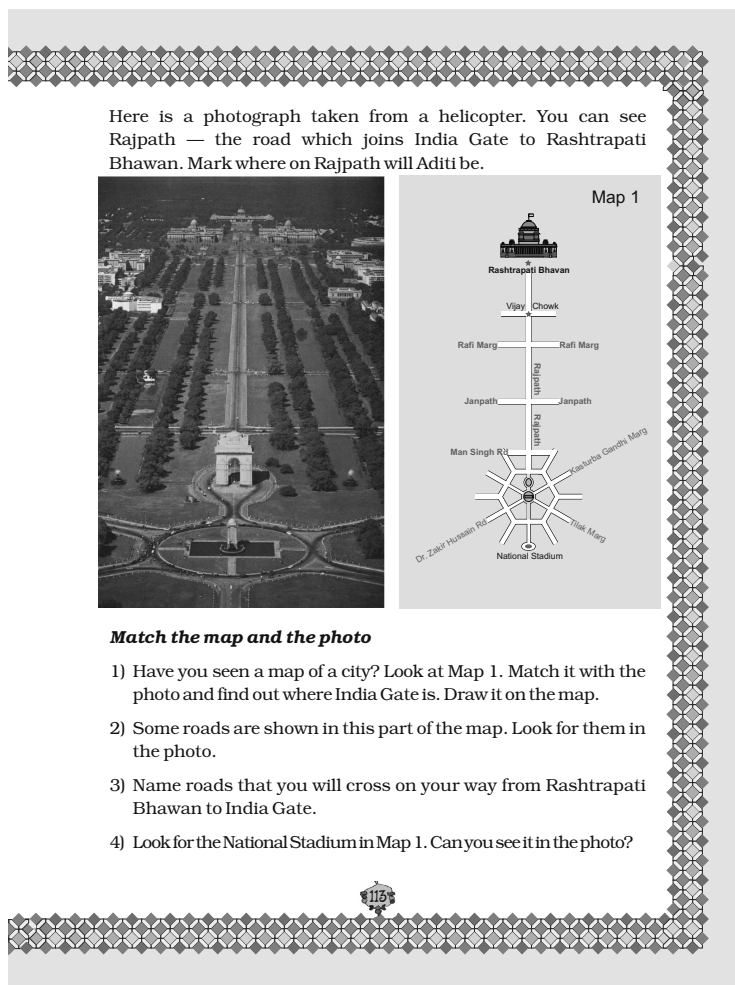 Here is a photograph taken from a helicopter. You can see
Rajpath — the road which joins India Gate to Rashtrapati
Bhawan. Mark where on Rajpath will Aditi be.
Map 1
Rashtrapati Bhavan
Vijay Chowk
Rafi Marg Rafi Marg
Rajpath
Janpath Janpath
Rajpath
Man Singh Rd
Kasturba Gandhi Marg
Dr. Zakir Hussain Rd
Tilak Marg
National Stadium
Match the map and the photo
1) Have you seen a map of a city? Look at Map 1. Match it with the
photo and find out where India Gate is. Draw it on the map.
2) Some roads are shown in this part of the map. Look for them in
the photo.
3) Name roads that you will cross on your way from Rashtrapati
Bhawan to India Gate.
4) Look for the National Stadium in Map 1. Can you see it in the photo?
113